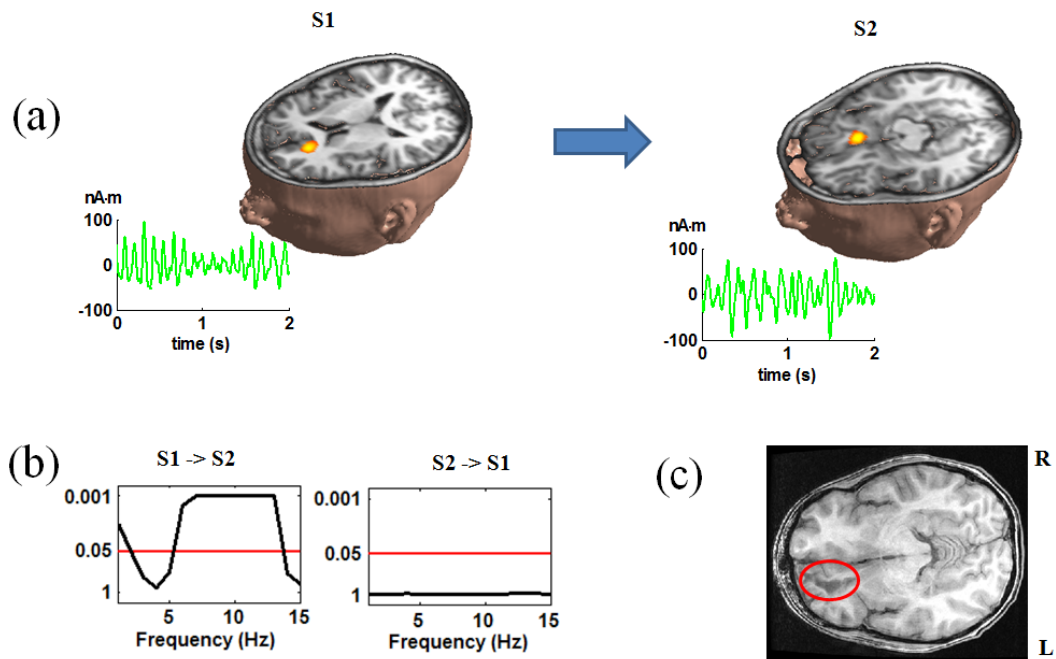 S1
S2
(a)
nA·m
100
0
-100
0
1
2
time (s)
nA·m
100
0
-100
0
1
2
time (s)
(b)
S1 -> S2
0.001
0.05
1
5
10
15
Frequency (Hz)
S2 -> S1
0.001
0.05
1
5
10
15
Frequency (Hz)
(c)
R
L